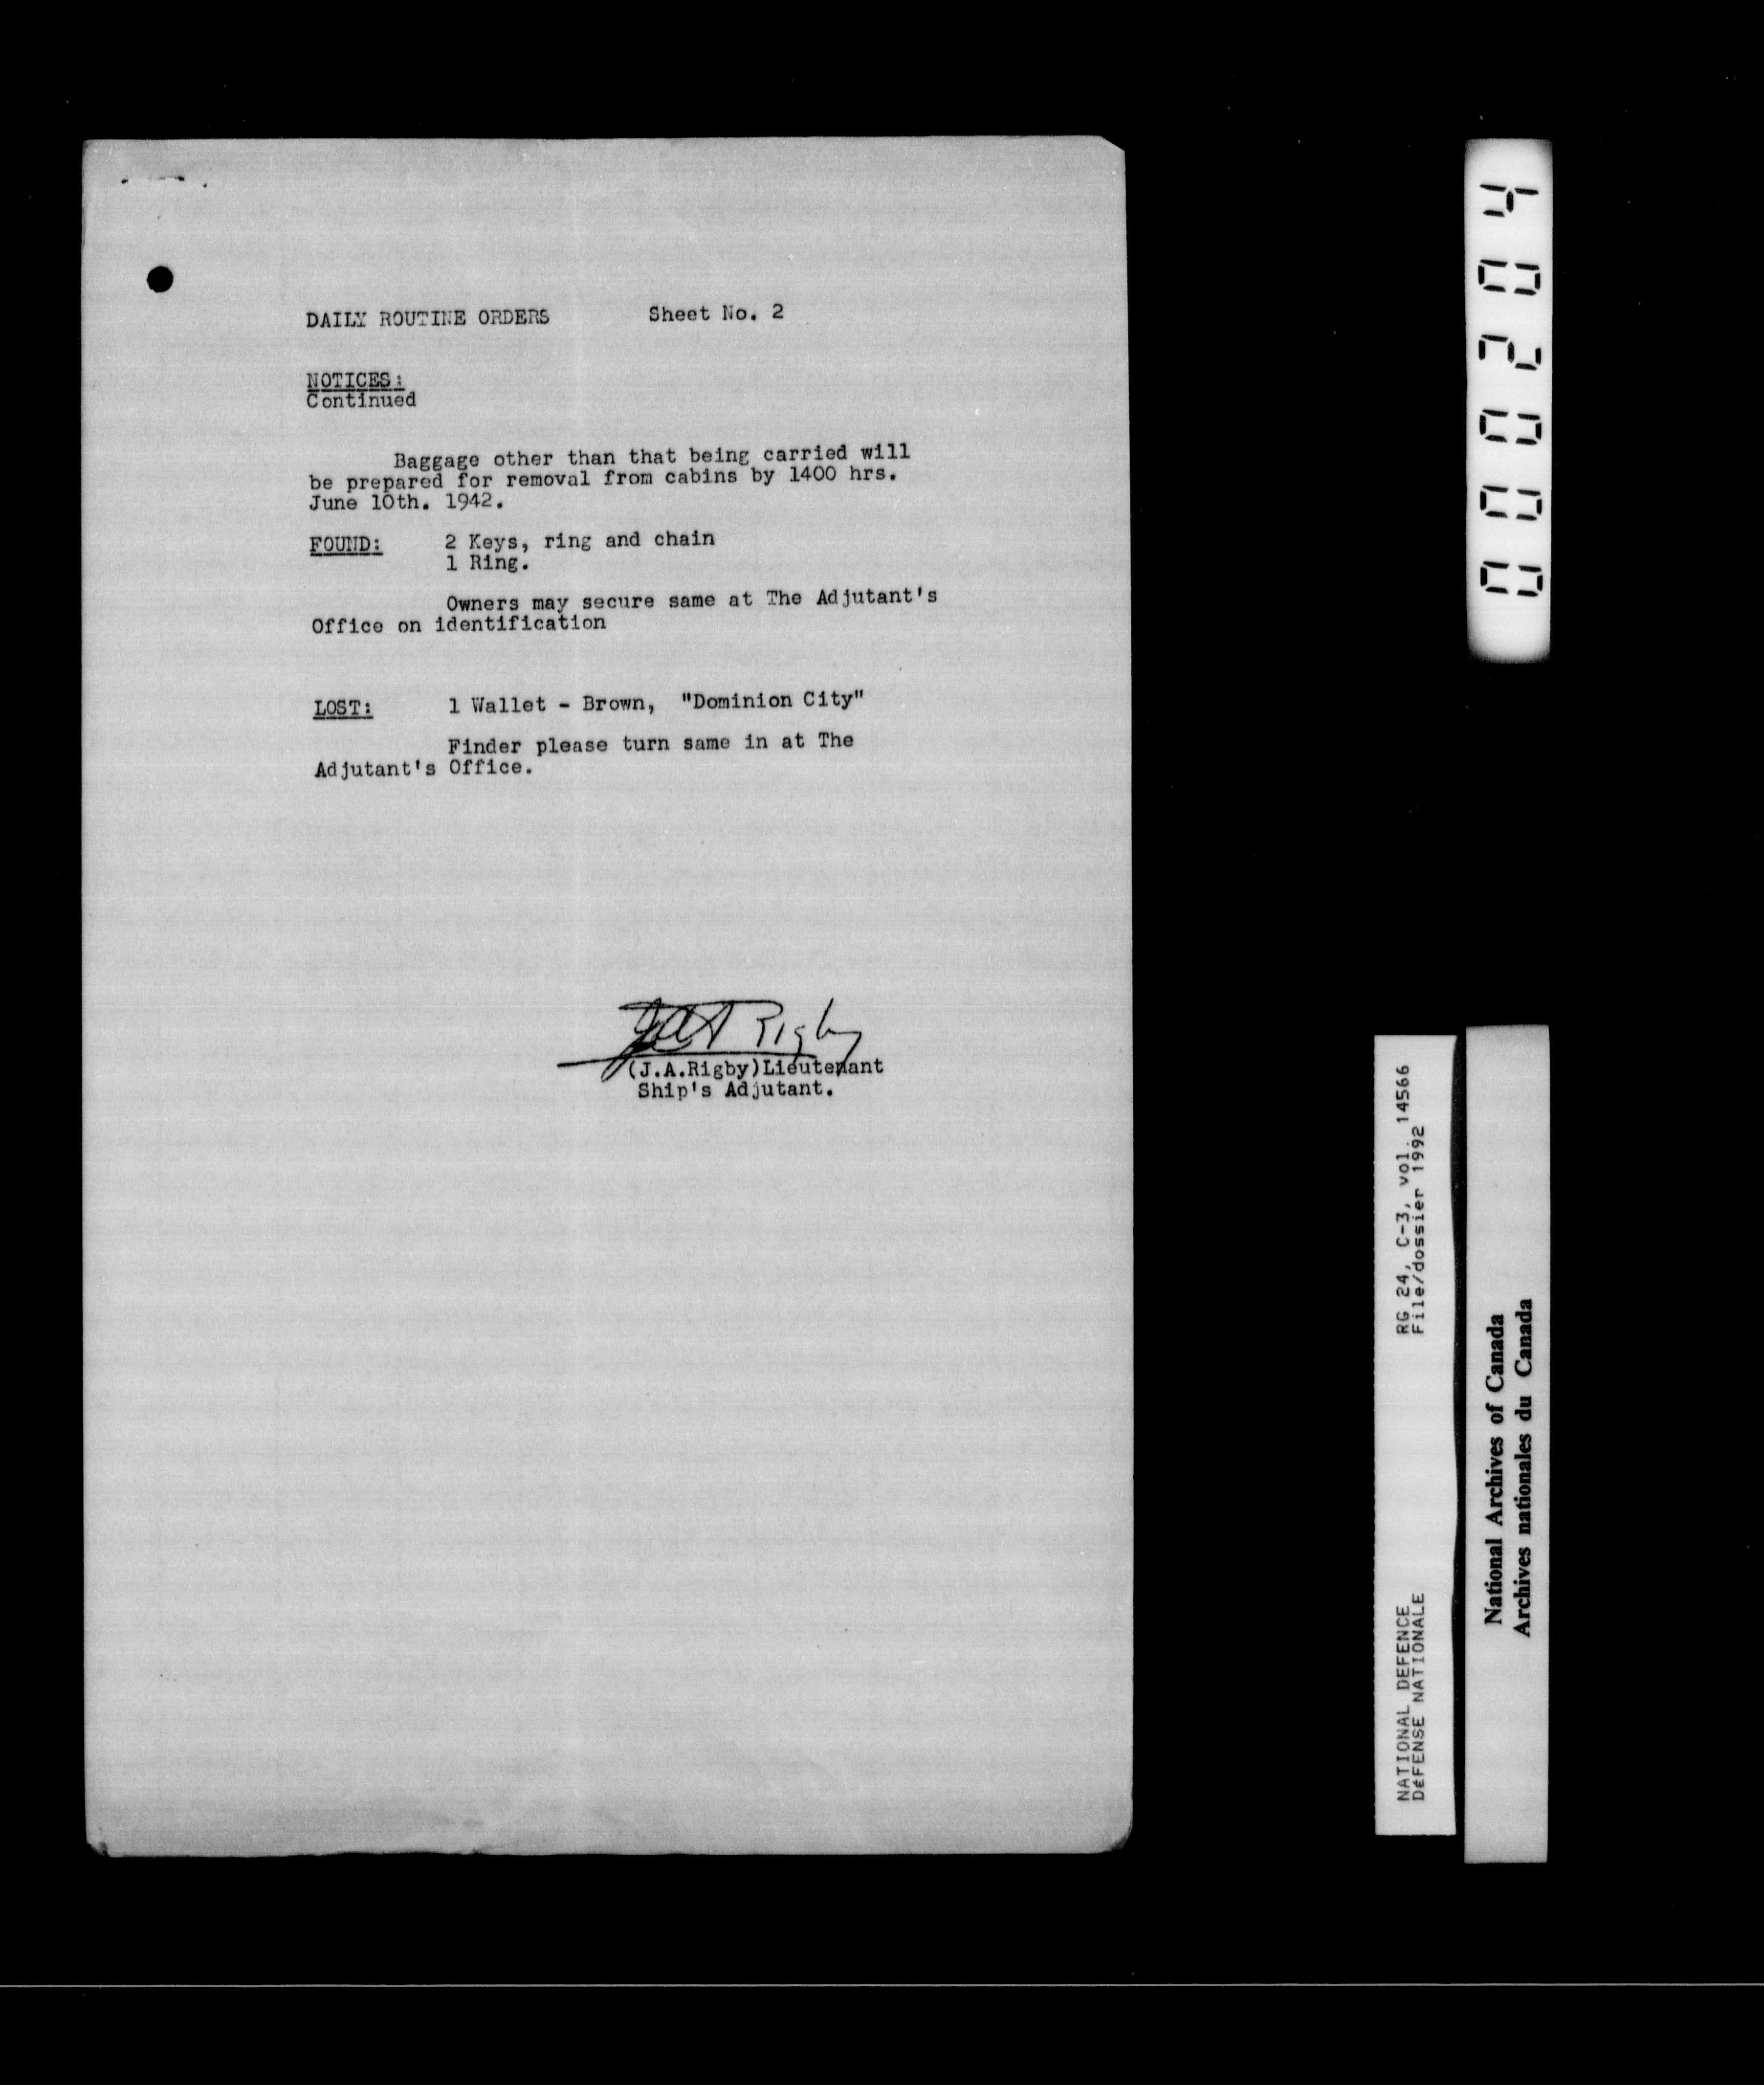 DAILY ROUTINE ORDERS Sheet No. 2
NOTICES:
Continued
Baggage other than that being carried will
be prepared for removal from cabins by 1400 hrs.
June 10th. 1942.
FOUND: 2 Keys, ring and chain
1 Ring.
Owners may secure same at The Adjutant's
Office on identification
LOST: 1 Wallet - Brown, "Dominion City"
Finder please turn same in at The
Adjutant's Office.
JA Rigby
(J.A.Rigby)Lieutenant
Ship's Adjutant.
000204
NATIONAL DEFENCE RG 24, C-3, vol. 14566
DéFENSE NATIONALE File/dossier 1992
National Archives of Canada
Archives nationales du Canada